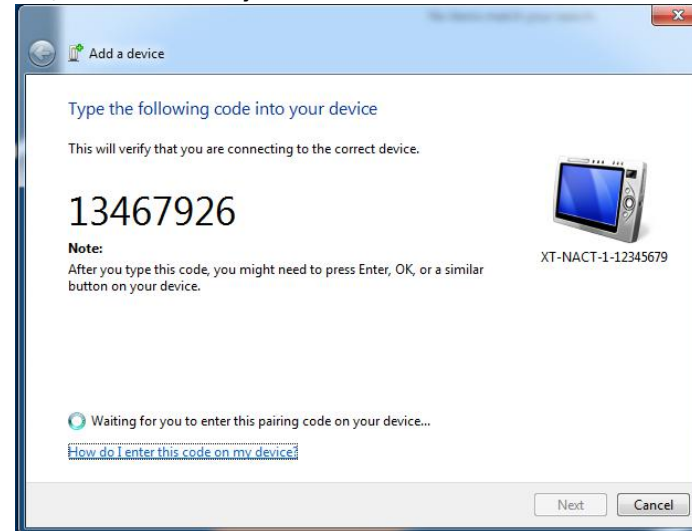 Add a device
Type the following code into your device
This will verify that you are connecting to the correct device.
13467926
Note:
After you type this code, you might need to press Enter, OK, or a similar
button on your device.
XT-NACT-1-12345679
Waiting for you to enter this pairing code on your device...
How do I enter this code on my device?
Next
Cancel